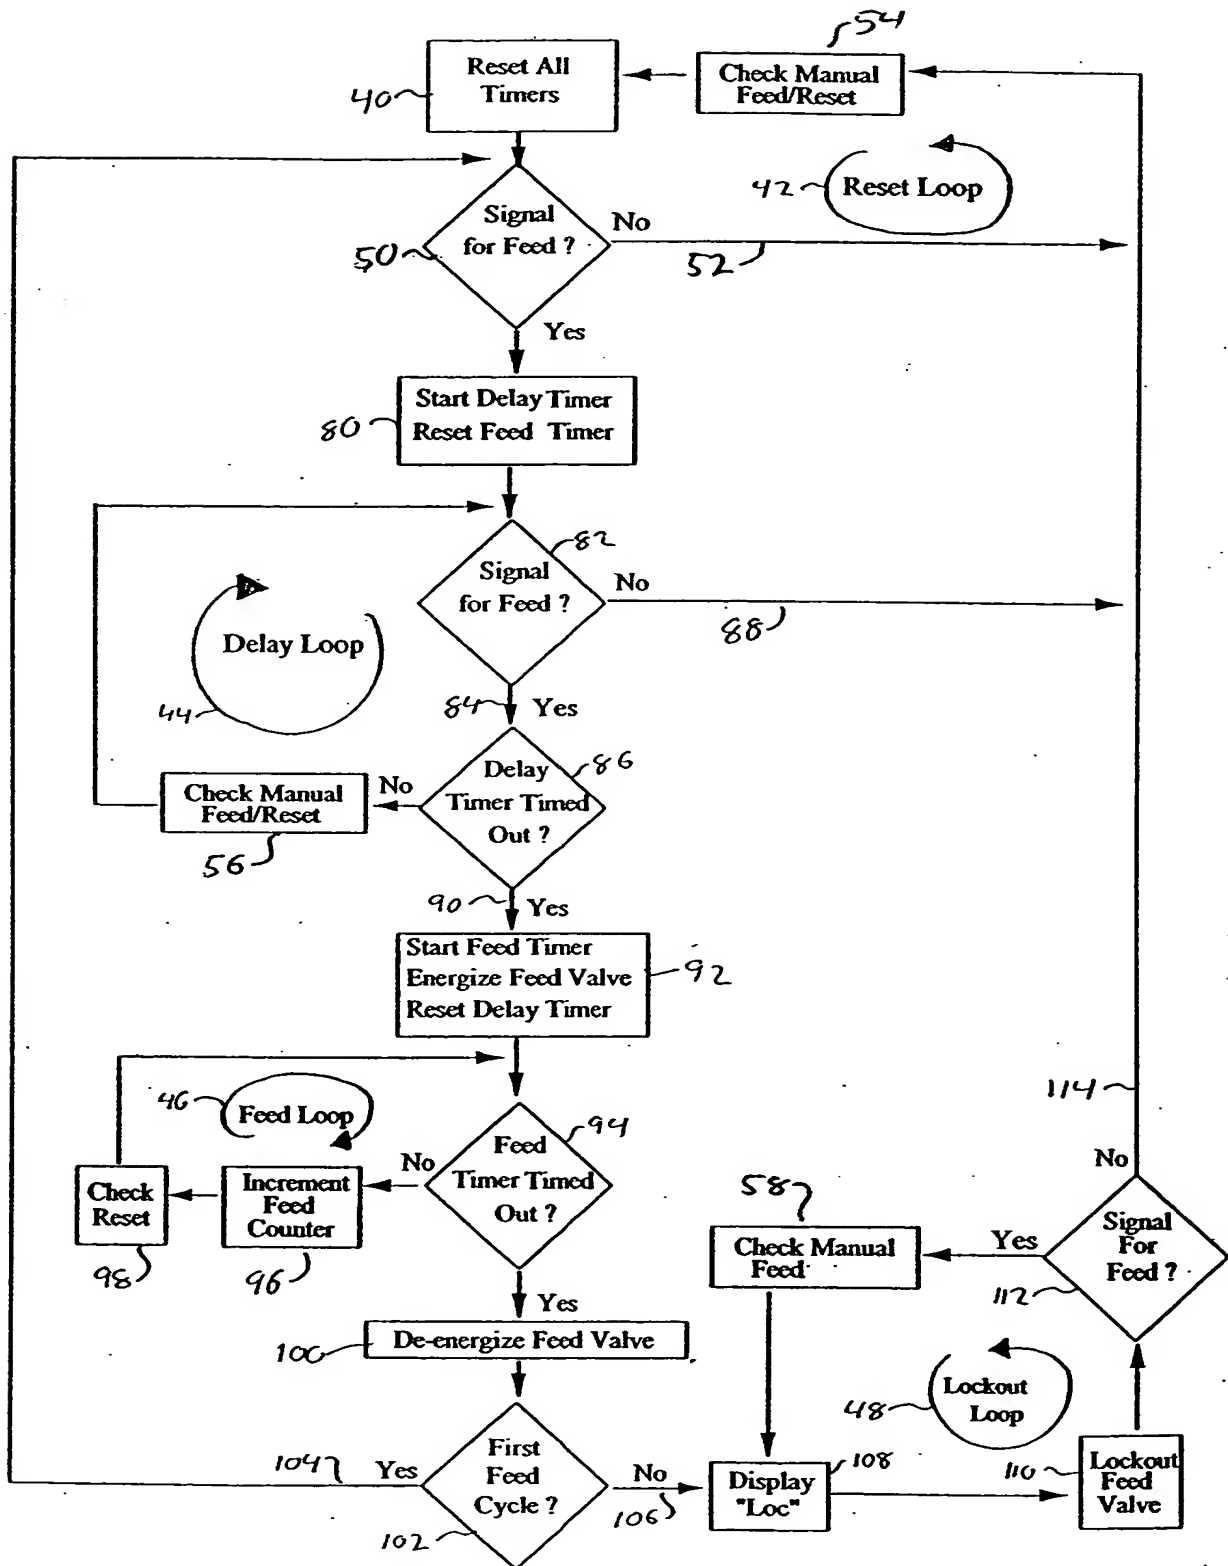 54
Reset All
Timers
Check Manual
Feed/Reset
40
42
Reset Loop
Signal
for Feed ?
No
50
52
Yes
Start Delay Timer
Reset Feed Timer
80
82
Signal
for Feed ?
No
88
Delay Loop
44
84
Yes
Delay
Timer Timed
Out ?
86
No
Check Manual
Feed/Reset
56
90
Yes
Start Feed Timer
Energize Feed Valve
Reset Delay Timer
92
46
Feed Loop
94
114
Feed
Timer Timed
Out ?
No
Increment
Feed
Counter
Check
Reset
98
96
No
58
Signal
For
Feed ?
Yes
Check Manual
Feed
112
Yes
De-energize Feed Valve
100
Lockout
Loop
48
104
Yes
First
Feed
Cycle ?
No
106
102
Display
"Loc"
108
110
Lockout
Feed
Valve